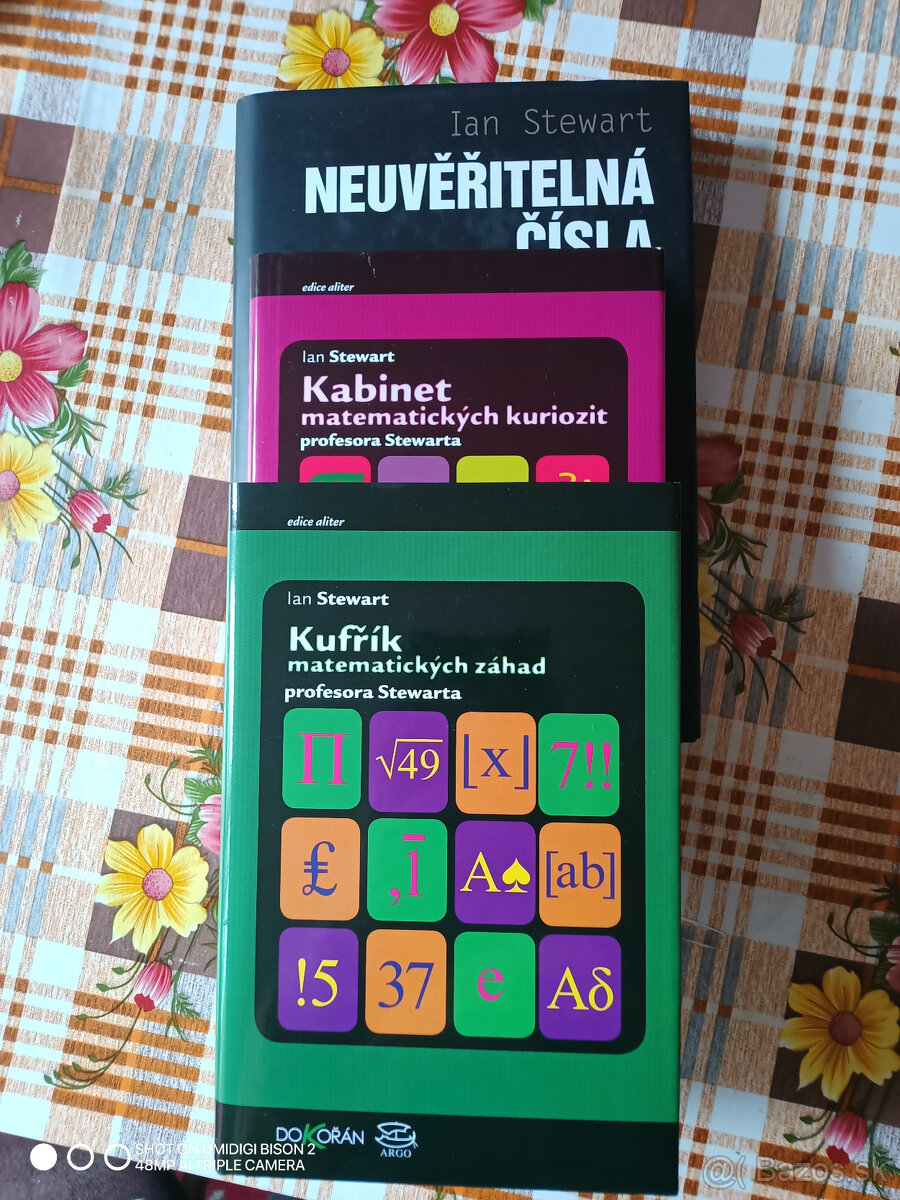 Ian Stewart
NEUVĚŘITELNÁ
ČÍSLA
edice aliter
Ian Stewart
Kabinet
matematických kuriozit
profesora Stewarta
edice aliter
Ian Stewart
Kufřík
matematických záhad
profesora Stewarta
Π √49 [x] 7!!
£ ,1̅ A♠ [ab]
!5 37 e Aδ
DOKOŘÁN ARGO
SHOT ON UMIDIGI BISON 2
48MP AI TRIPLE CAMERA
Bazos.sk